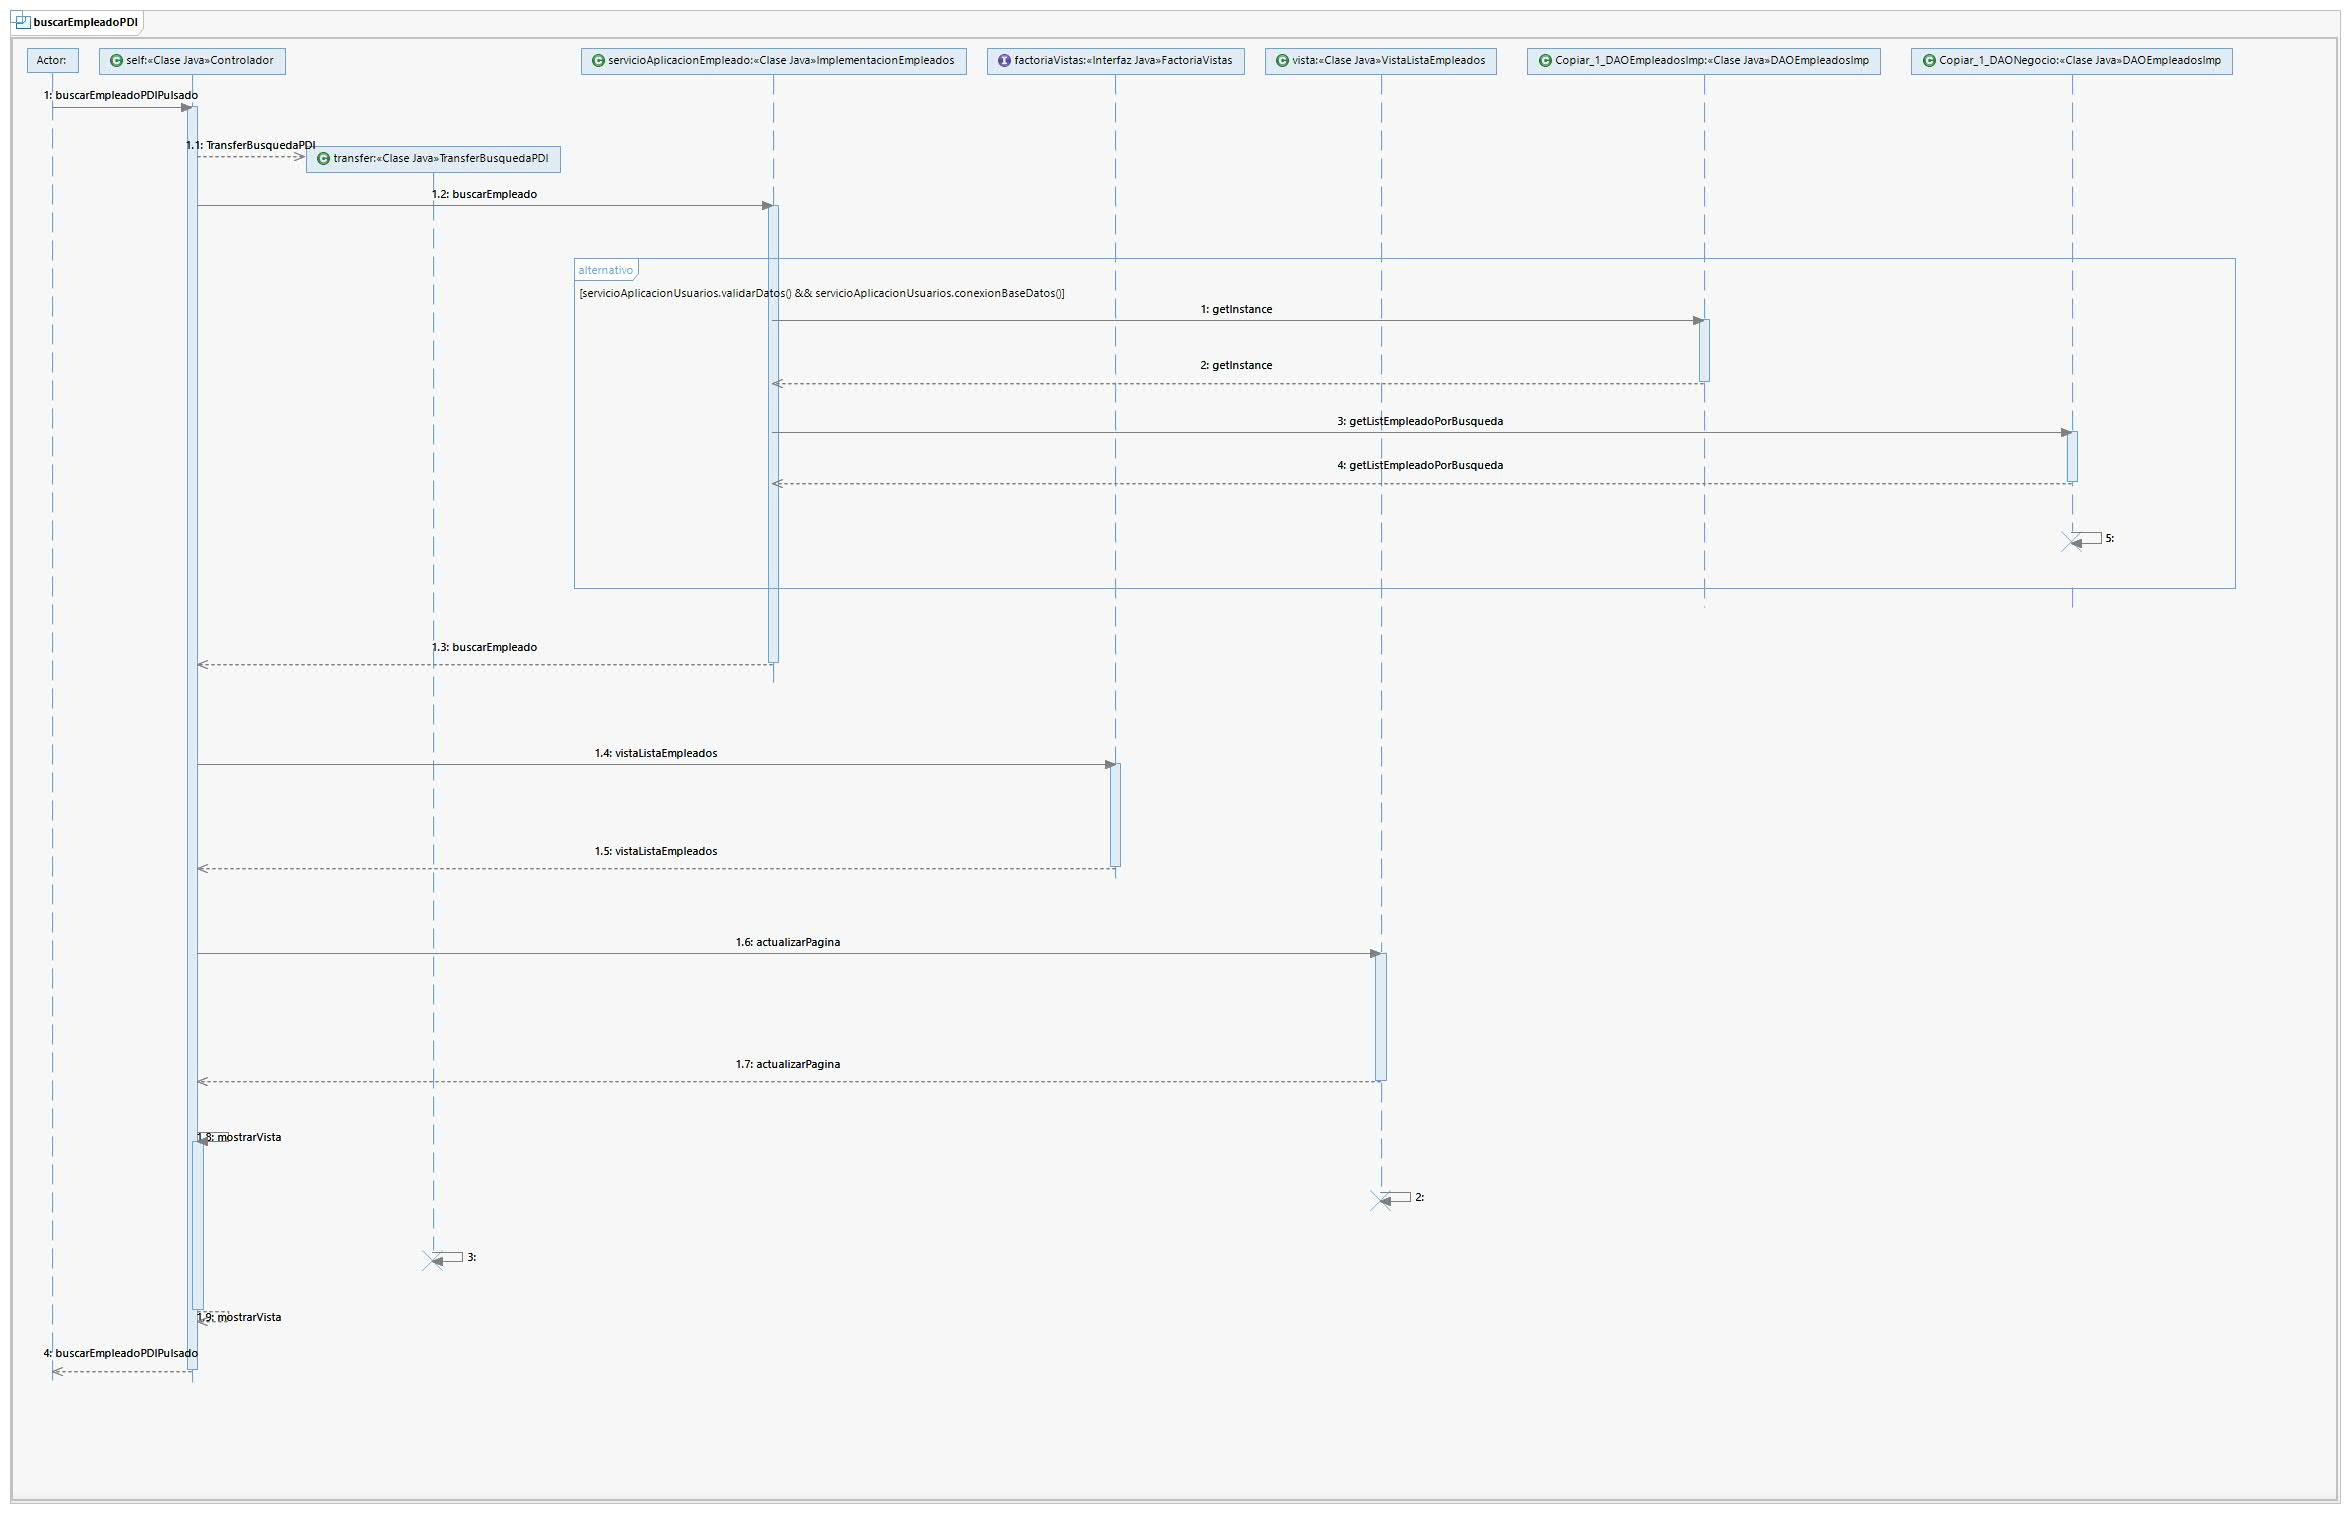 buscarEmpleadoPDI
Actor:
self:«Clase Java»Controlador
servicioAplicacionEmpleado:«Clase Java»ImplementacionEmpleados
factoriaVistas:«Interfaz Java»FactoriaVistas
vista:«Clase Java»VistaListaEmpleados
Copiar_1_DAOEmpleadosImp:«Clase Java»DAOEmpleadosImp
Copiar_1_DAONegocio:«Clase Java»DAOEmpleadosImp
1: buscarEmpleadoPDIPulsado
1.1: TransferBusquedaPDI
transfer:«Clase Java»TransferBusquedaPDI
1.2: buscarEmpleado
alternativo
[servicioAplicacionUsuarios.validarDatos() && servicioAplicacionUsuarios.conexionBaseDatos()]
1: getInstance
2: getInstance
3: getListEmpleadoPorBusqueda
4: getListEmpleadoPorBusqueda
5:
1.3: buscarEmpleado
1.4: vistaListaEmpleados
1.5: vistaListaEmpleados
1.6: actualizarPagina
1.7: actualizarPagina
1.8: mostrarVista
2:
3:
1.9: mostrarVista
4: buscarEmpleadoPDIPulsado